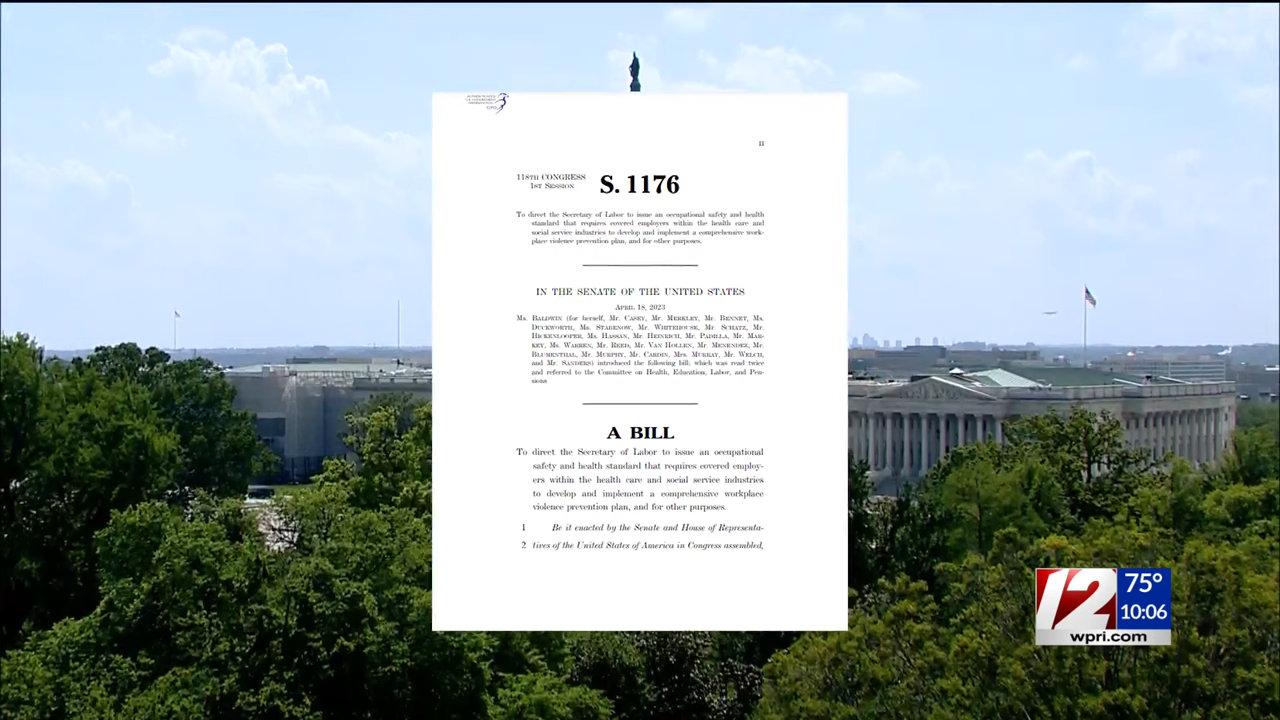 AUTHENTICATED
U.S. GOVERNMENT
INFORMATION
GPO
II
118TH CONGRESS
1ST SESSION
S. 1176
To direct the Secretary of Labor to issue an occupational safety and health
standard that requires covered employers within the health care and
social service industries to develop and implement a comprehensive work-
place violence prevention plan, and for other purposes.
IN THE SENATE OF THE UNITED STATES
APRIL 18, 2023
Ms. BALDWIN (for herself, Mr. CASEY, Mr. MERKLEY, Mr. BENNET, Ms.
DUCKWORTH, Ms. STABENOW, Mr. WHITEHOUSE, Mr. SCHATZ, Mr.
HICKENLOOPER, Ms. HASSAN, Mr. HEINRICH, Mr. PADILLA, Mr. MAR-
KEY, Ms. WARREN, Mr. REED, Mr. VAN HOLLEN, Mr. MENENDEZ, Mr.
BLUMENTHAL, Mr. MURPHY, Mr. CARDIN, Mrs. MURRAY, Mr. WELCH,
and Mr. SANDERS) introduced the following bill; which was read twice
and referred to the Committee on Health, Education, Labor, and Pen-
sions
A BILL
To direct the Secretary of Labor to issue an occupational
safety and health standard that requires covered employ-
ers within the health care and social service industries
to develop and implement a comprehensive workplace
violence prevention plan, and for other purposes.
1 Be it enacted by the Senate and House of Representa-
2 tives of the United States of America in Congress assembled,
12
75°
10:06
wpri.com